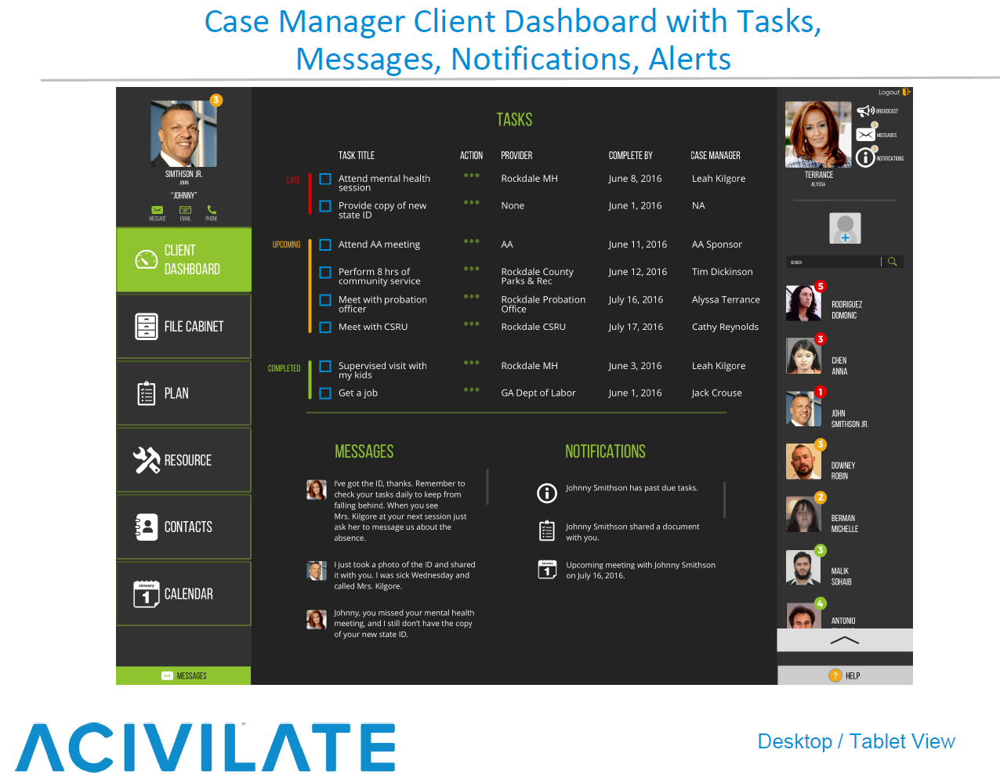 Case Manager Client Dashboard with Tasks,
Messages, Notifications, Alerts
3
SIMTHSON JR.
JOHN
"JOHNNY"
MESSAGE EMAIL PHONE
CLIENT
DASHBOARD
FILE CABINET
PLAN
RESOURCE
CONTACTS
January
1
CALENDAR
MESSAGES
TASKS
TASK TITLE ACTION PROVIDER COMPLETE BY CASE MANAGER
LATE
Attend mental health Rockdale MH June 8, 2016 Leah Kilgore
session
Provide copy of new None June 1, 2016 NA
state ID
UPCOMING
Attend AA meeting AA June 11, 2016 AA Sponsor
Perform 8 hrs of Rockdale County June 12, 2016 Tim Dickinson
community service Parks & Rec
Meet with probation Rockdale Probation July 16, 2016 Alyssa Terrance
officer Office
Meet with CSRU Rockdale CSRU July 17, 2016 Cathy Reynolds
COMPLETED
Supervised visit with Rockdale MH June 3, 2016 Leah Kilgore
my kids
Get a job GA Dept of Labor June 1, 2016 Jack Crouse
MESSAGES
I've got the ID, thanks. Remember to
check your tasks daily to keep from
falling behind. When you see
Mrs. Kilgore at your next session just
ask her to message us about the
absence.
I just took a photo of the ID and shared
it with you. I was sick Wednesday and
called Mrs. Kilgore.
Johnny, you missed your mental health
meeting, and I still don't have the copy
of your new state ID.
NOTIFICATIONS
Johnny Smithson has past due tasks.
Johnny Smithson shared a document
with you.
January
1
Upcoming meeting with Johnny Smithson
on July 16, 2016.
Logout
BROADCAST
MESSAGES
NOTIFICATIONS
TERRANCE
ALYSSA
SEARCH
5
RODRIGUEZ
DOMONIC
3
CHEN
ANNA
1
JOHN
SMITHSON JR.
3
DOWNEY
ROBIN
2
BERMAN
MICHELLE
3
MALIK
SOHAIB
4
ANTONIO
? HELP
ACIVILATE
Desktop / Tablet View